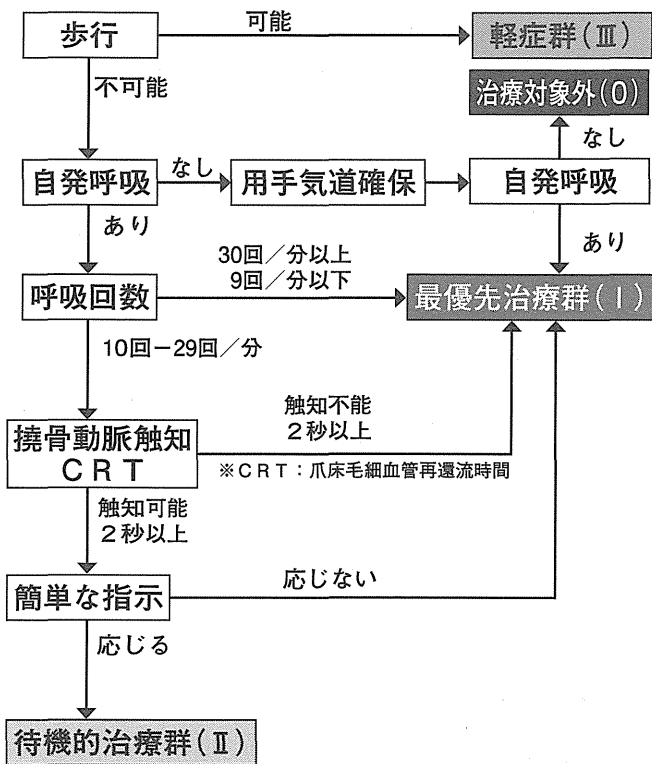 歩行
可能
軽症群(Ⅲ)
不可能
治療対象外(0)
なし
自発呼吸
なし
用手気道確保
自発呼吸
あり
あり
30回/分以上
9回/分以下
呼吸回数
最優先治療群(Ⅰ)
10回-29回/分
触知不能
2秒以上
撓骨動脈触知
CRT
※CRT:爪床毛細血管再還流時間
触知可能
2秒以上
簡単な指示
応じない
応じる
待機的治療群(Ⅱ)